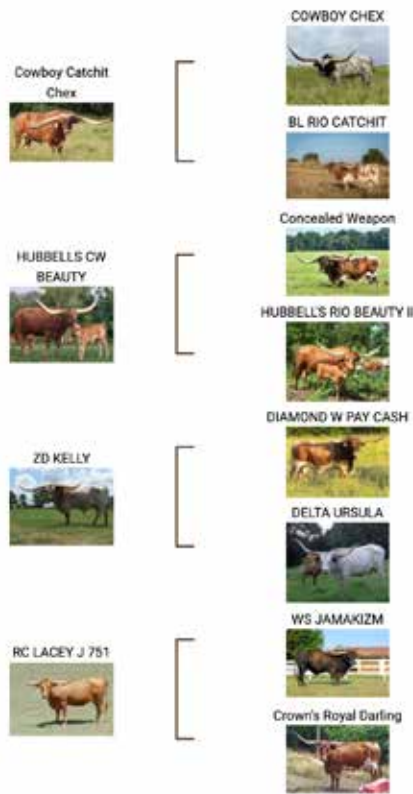 COWBOY CHEX
Cowboy Catchit
Chex
BL RIO CATCHIT
Concealed Weapon
HUBBELLS CW
BEAUTY
HUBBELL'S RIO BEAUTY II
DIAMOND W PAY CASH
ZD KELLY
DELTA URSULA
WS JAMAKIZM
RC LACEY J 751
Crown's Royal Darling